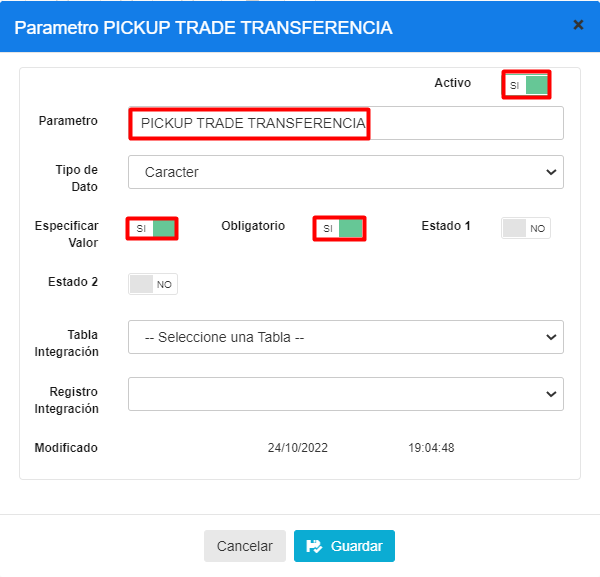 Parametro PICKUP TRADE TRANSFERENCIA ×
Activo SI
Parametro PICKUP TRADE TRANSFERENCIA
Tipo de Dato Caracter
Especificar Valor SI Obligatorio SI Estado 1 NO
Estado 2 NO
Tabla Integración -- Seleccione una Tabla --
Registro Integración
Modificado 24/10/2022 19:04:48
Cancelar Guardar